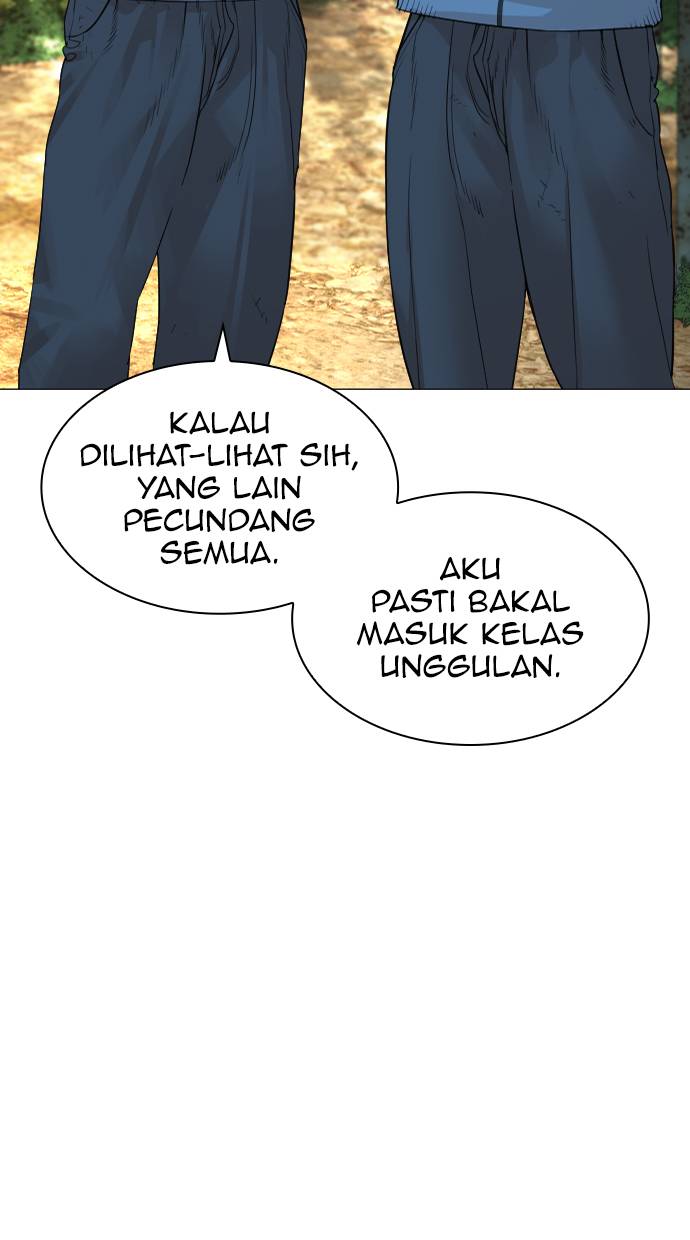 KALAU
DILIHAT-LIHAT SIH,
YANG LAIN
PECUNDANG
SEMUA.
AKU
PASTI BAKAL
MASUK KELAS
UNGGULAN.